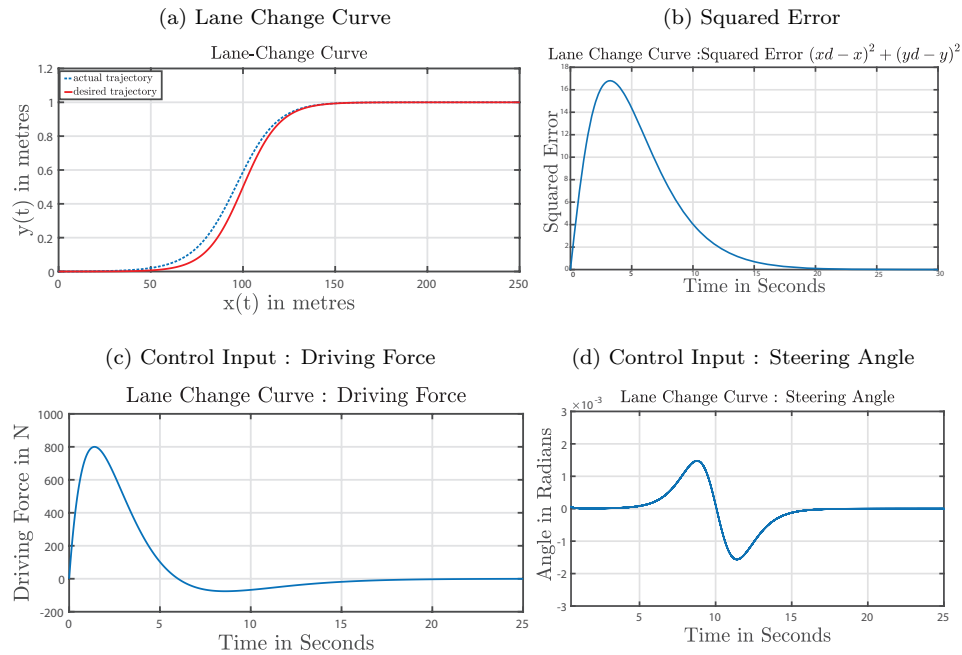 (a) Lane Change Curve
Lane-Change Curve
1.2
1
0.8
0.6
0.4
0.2
0
actual trajectory
desired trajectory
y(t) in metres
0 50 100 150 200 250
x(t) in metres
(b) Squared Error
Lane Change Curve :Squared Error (xd − x)² + (yd − y)²
18
16
14
12
10
8
6
4
2
0
Squared Error
0 5 10 15 20 25 30
Time in Seconds
(c) Control Input : Driving Force
Lane Change Curve : Driving Force
1000
800
600
400
200
0
-200
Driving Force in N
0 5 10 15 20 25
Time in Seconds
(d) Control Input : Steering Angle
Lane Change Curve : Steering Angle
×10⁻³
3
2
1
0
-1
-2
-3
Angle in Radians
5 10 15 20 25
Time in Seconds